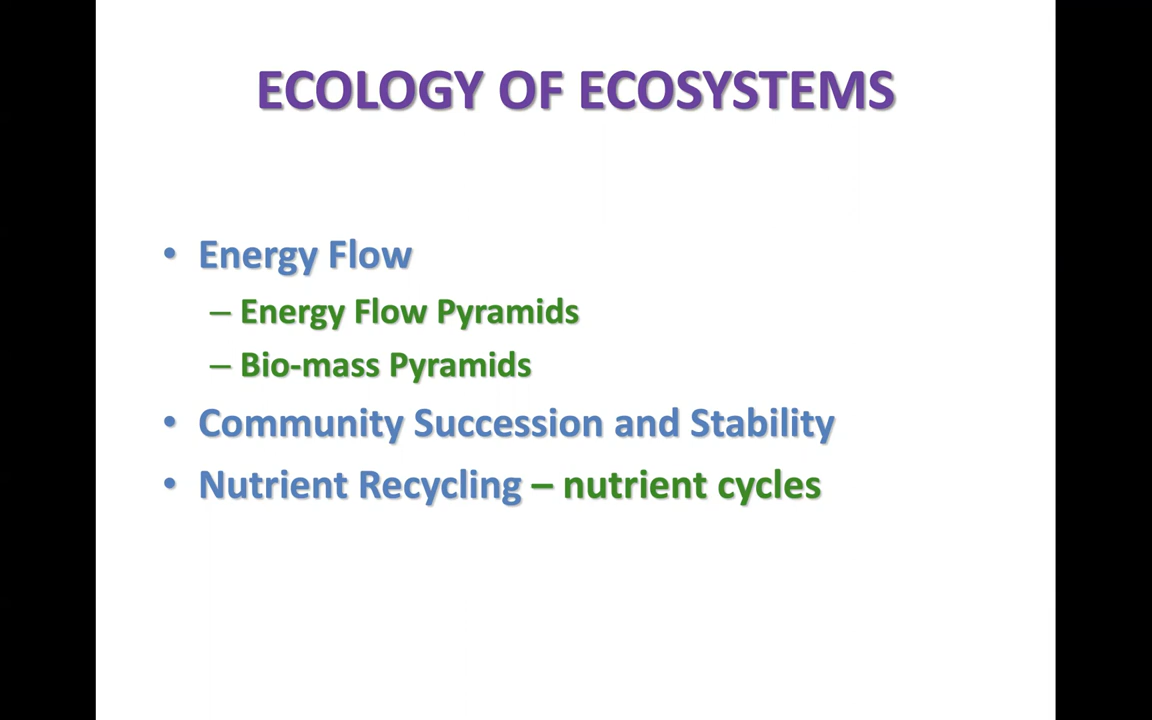 ECOLOGY OF ECOSYSTEMS
• Energy Flow
– Energy Flow Pyramids
– Bio-mass Pyramids
• Community Succession and Stability
• Nutrient Recycling – nutrient cycles